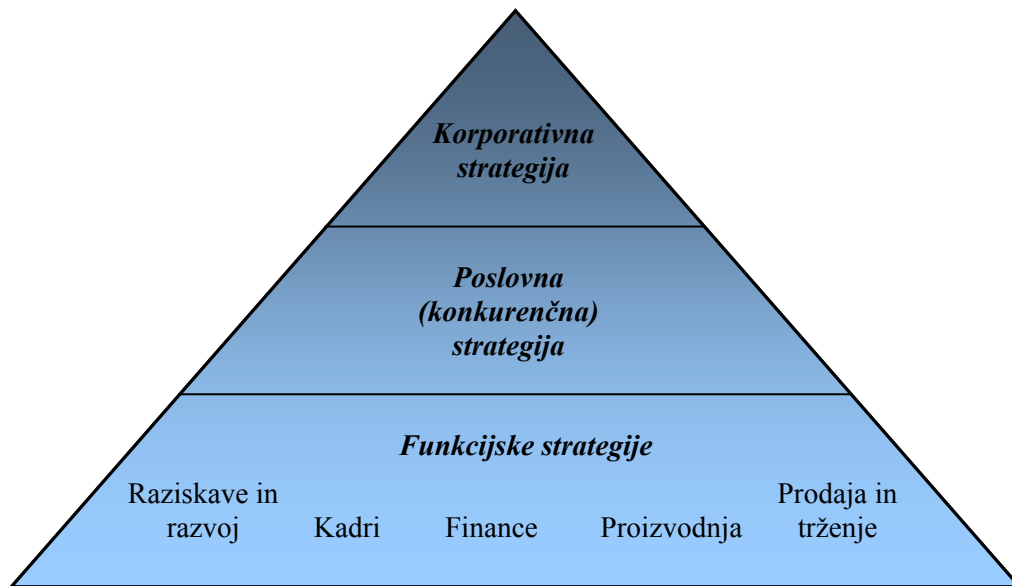 Korporativna
strategija
Poslovna
(konkurenčna)
strategija
Funkcijske strategije
Raziskave in
razvoj
Kadri
Finance
Proizvodnja
Prodaja in
trženje